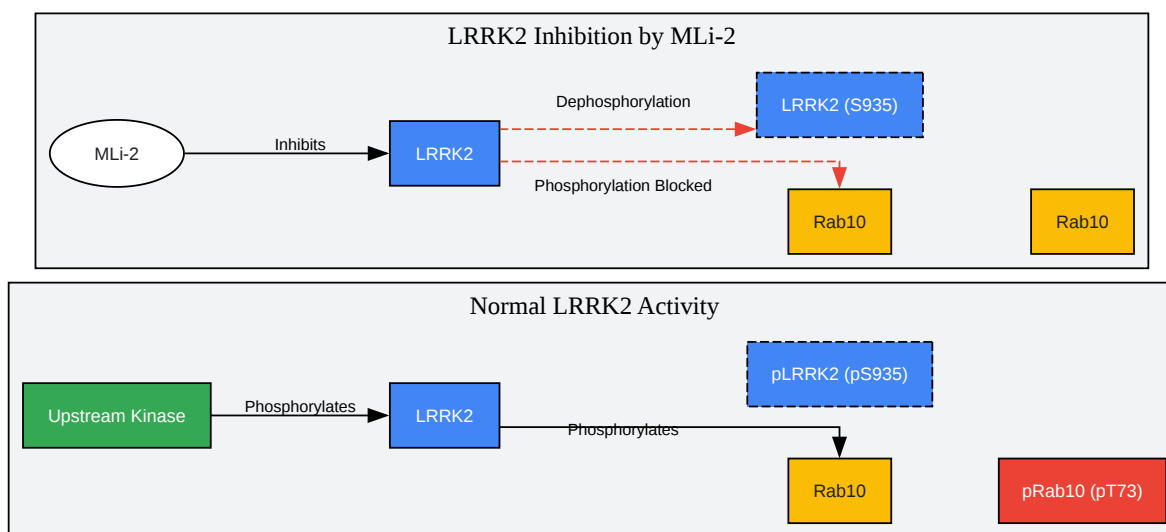 LRRK2 Inhibition by MLi-2
LRRK2 (S935)
Dephosphorylation
MLi-2
Inhibits
LRRK2
Phosphorylation Blocked
Rab10
Rab10
Normal LRRK2 Activity
pLRRK2 (pS935)
Upstream Kinase
Phosphorylates
LRRK2
Phosphorylates
Rab10
pRab10 (pT73)